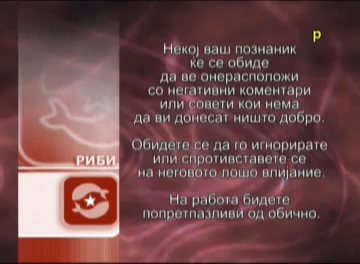 р
Некој ваш познаник
ќе се обиде
да ве онерасположи
со негативни коментари
или совети кои нема
да ви донесат ништо добро.
Обидете се да го игнорирате
или спротивставете се
на неговото лошо влијание.
На работа бидете
попретпазливи од обично.
РИБИ